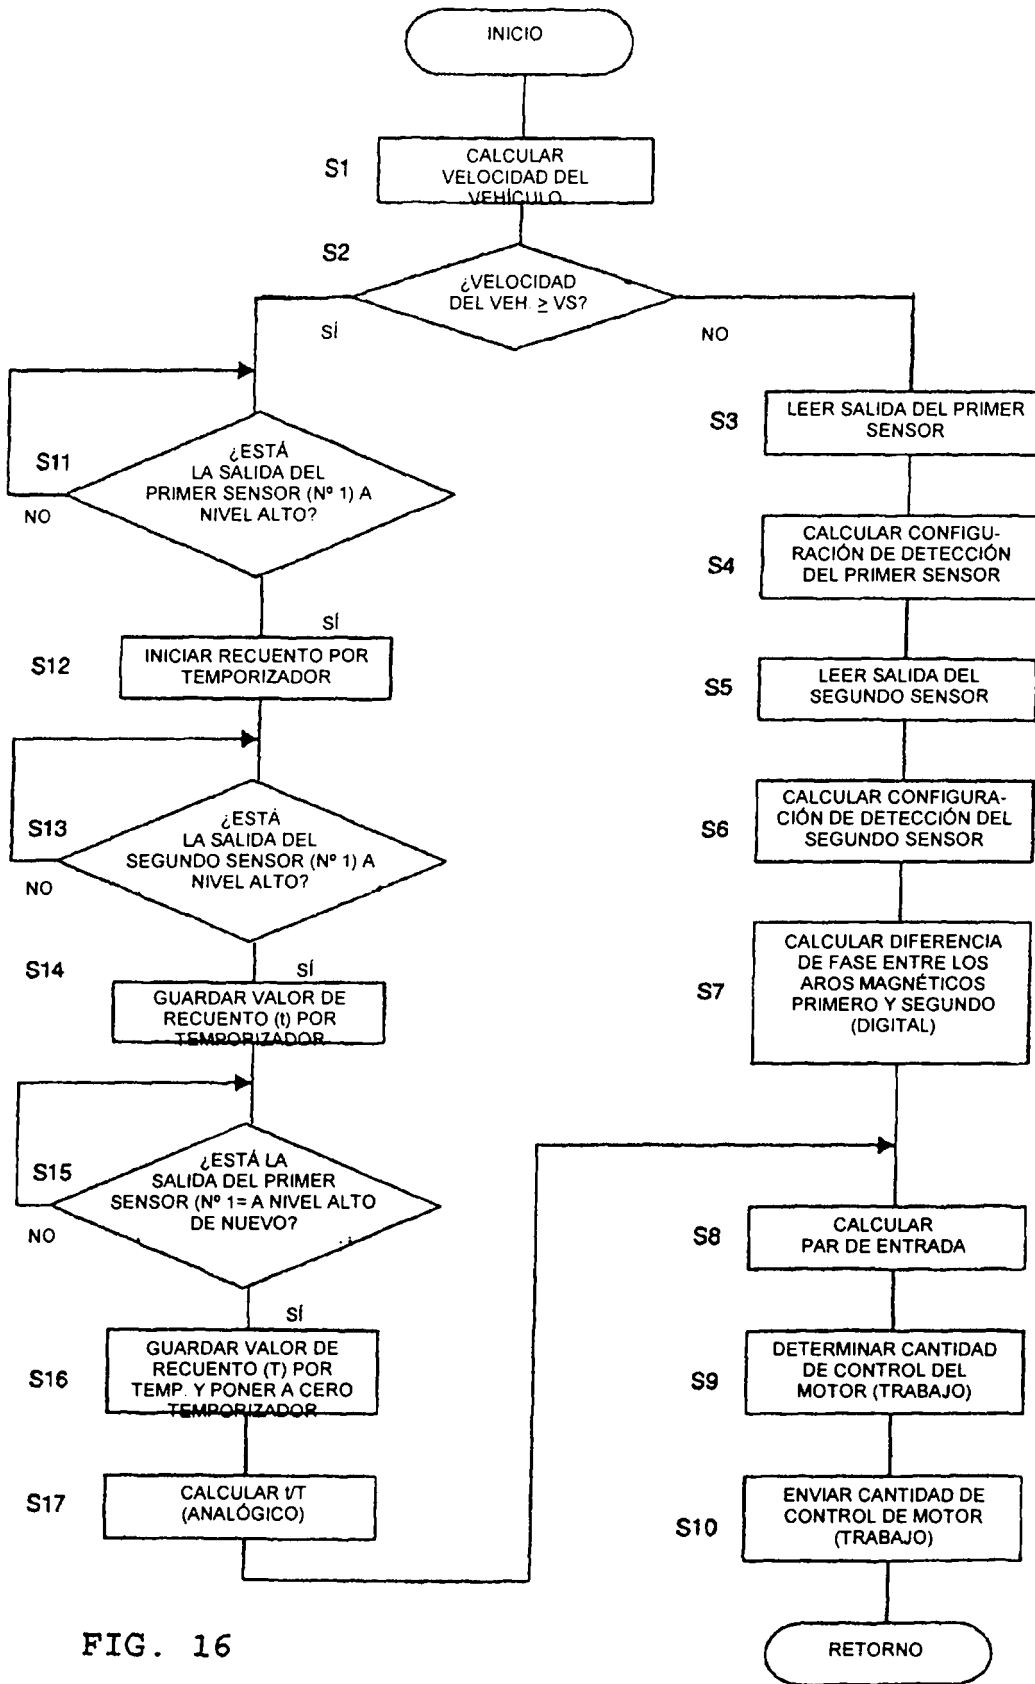 INICIO
S1
CALCULAR
VELOCIDAD DEL
VEHÍCULO
S2
¿VELOCIDAD
DEL VEH. ≥ VS?
SÍ
NO
S11
¿ESTÁ
LA SALIDA DEL
PRIMER SENSOR (Nº 1) A
NIVEL ALTO?
NO
SÍ
S12
INICIAR RECUENTO POR
TEMPORIZADOR
S13
¿ESTÁ
LA SALIDA DEL
SEGUNDO SENSOR (Nº 1) A
NIVEL ALTO?
NO
SÍ
S14
GUARDAR VALOR DE
RECUENTO (t) POR
TEMPORIZADOR
S15
¿ESTÁ LA
SALIDA DEL PRIMER
SENSOR (Nº 1= A NIVEL ALTO
DE NUEVO?
NO
SÍ
S16
GUARDAR VALOR DE
RECUENTO (T) POR
TEMP. Y PONER A CERO
TEMPORIZADOR
S17
CALCULAR t/T
(ANALÓGICO)
S3
LEER SALIDA DEL PRIMER
SENSOR
S4
CALCULAR CONFIGU-
RACIÓN DE DETECCIÓN
DEL PRIMER SENSOR
S5
LEER SALIDA DEL
SEGUNDO SENSOR
S6
CALCULAR CONFIGURA-
CIÓN DE DETECCIÓN DEL
SEGUNDO SENSOR
S7
CALCULAR DIFERENCIA
DE FASE ENTRE LOS
AROS MAGNÉTICOS
PRIMERO Y SEGUNDO
(DIGITAL)
S8
CALCULAR
PAR DE ENTRADA
S9
DETERMINAR CANTIDAD
DE CONTROL DEL
MOTOR (TRABAJO)
S10
ENVIAR CANTIDAD DE
CONTROL DE MOTOR
(TRABAJO)
RETORNO
FIG. 16